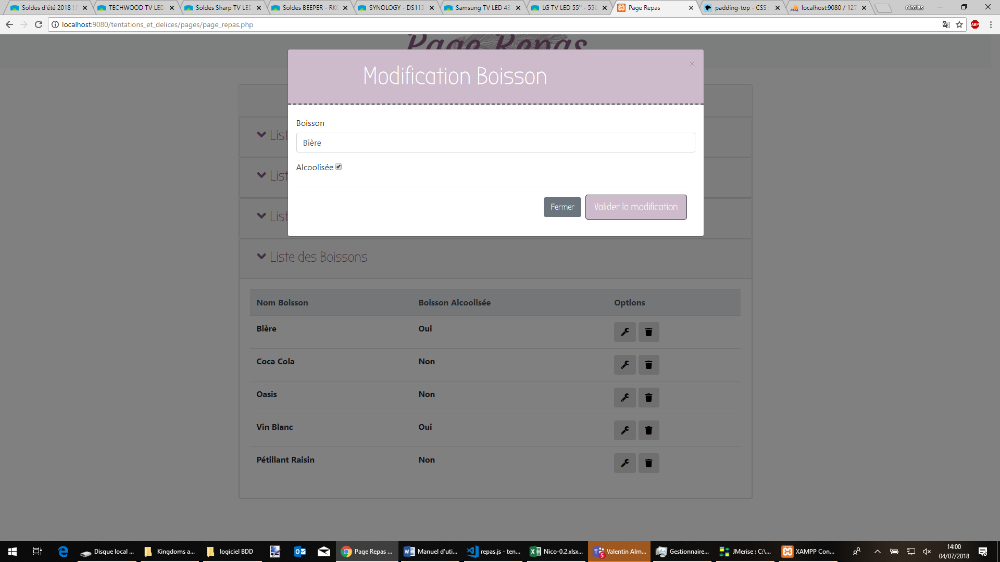 Soldes d'été 2018 !
TECHWOOD TV LED
Soldes Sharp TV LED
Soldes BEEPER - RK
SYNOLOGY - DS115
Samsung TV LED 43
LG TV LED 55" - 55U
Page Repas
padding-top - CSS
localhost:9080 / 127
nicolas
localhost:9080/tentations_et_delices/pages/page_repas.php
ABP
Page Repas
Modification Boisson
×
Boisson
Bière
Alcoolisée
Fermer
Valider la modification
List
List
List
Liste des Boissons
Nom Boisson Boisson Alcoolisée Options
Bière Oui
Coca Cola Non
Oasis Non
Vin Blanc Oui
Pétillant Raisin Non
Disque local ...
Kingdoms a...
logiciel BDD
Page Repas ...
Manuel d'uti...
repas.js - ten...
Nico-0.2.xlsx...
Valentin Alm...
Gestionnaire...
JMerise : C:\...
XAMPP Con...
14:00
04/07/2018